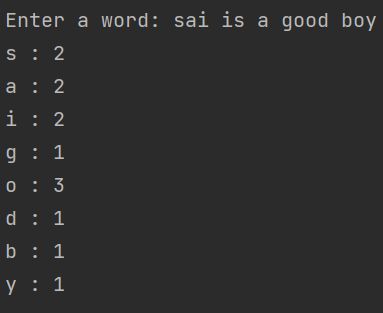 Enter a word: sai is a good boy
s : 2
a : 2
i : 2
g : 1
o : 3
d : 1
b : 1
y : 1